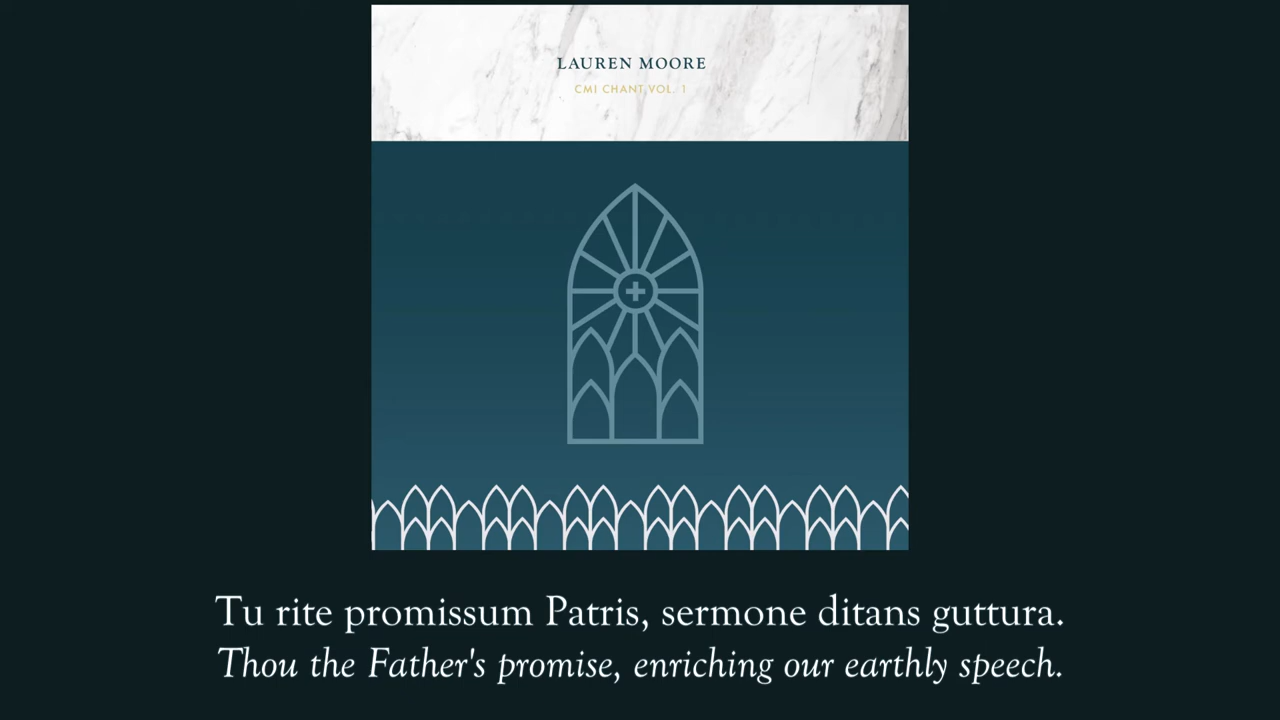 LAUREN MOORE
CMI CHANT VOL. 1
Tu rite promissum Patris, sermone ditans guttura.
Thou the Father's promise, enriching our earthly speech.